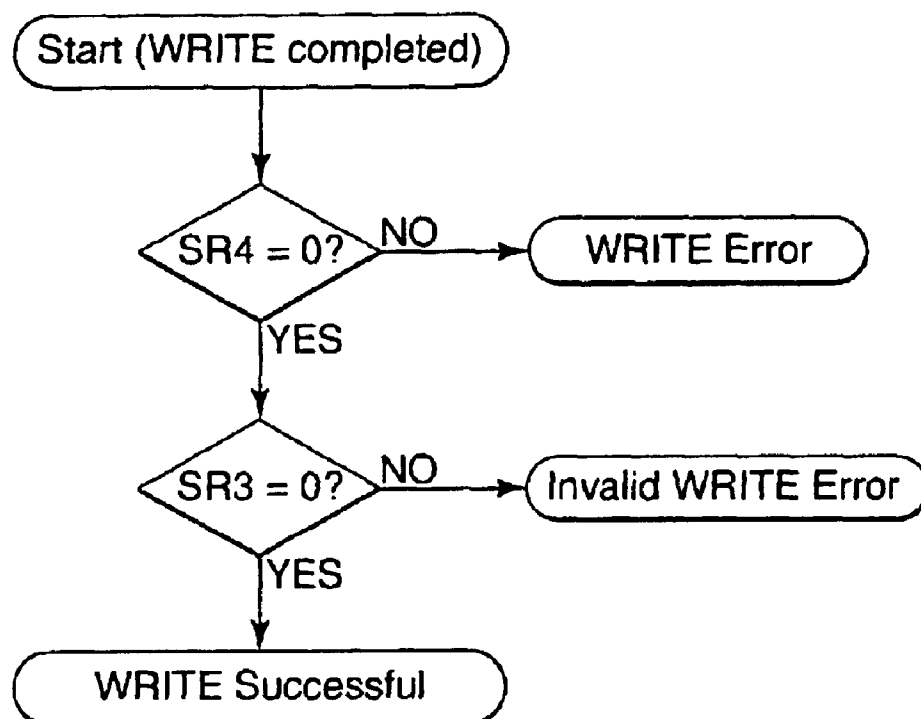 Start (WRITE completed)
SR4 = 0?
NO
WRITE Error
YES
SR3 = 0?
NO
Invalid WRITE Error
YES
WRITE Successful